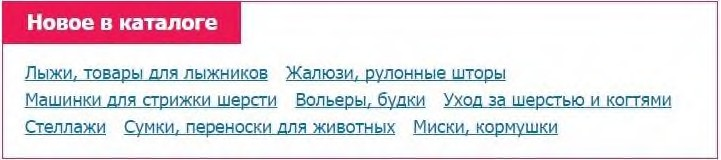 Новое в каталоге
Лыжи, товары для лыжников Жалюзи, рулонные шторы
Машинки для стрижки шерсти Вольеры, будки Уход за шерстью и когтями
Стеллажи Сумки, переноски для животных Миски, кормушки